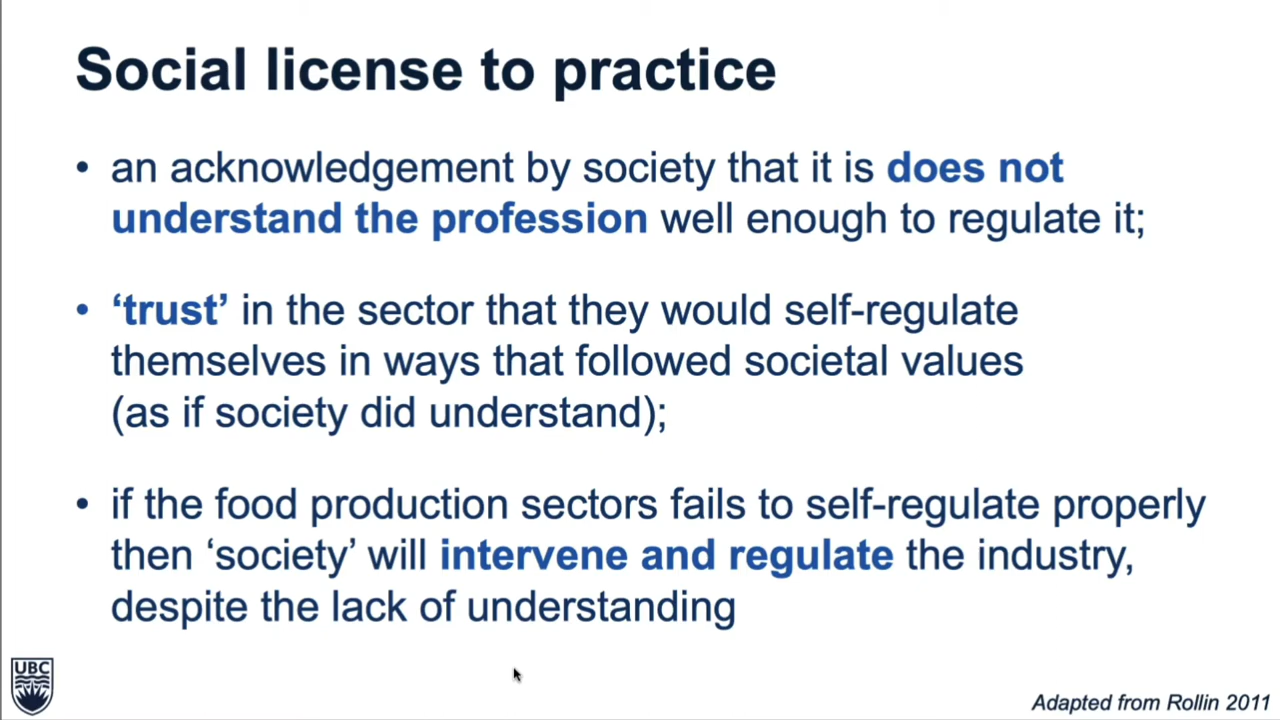 Social license to practice
• an acknowledgement by society that it is does not
understand the profession well enough to regulate it;
• ‘trust’ in the sector that they would self-regulate
themselves in ways that followed societal values
(as if society did understand);
• if the food production sectors fails to self-regulate properly
then ‘society’ will intervene and regulate the industry,
despite the lack of understanding
UBC
Adapted from Rollin 2011